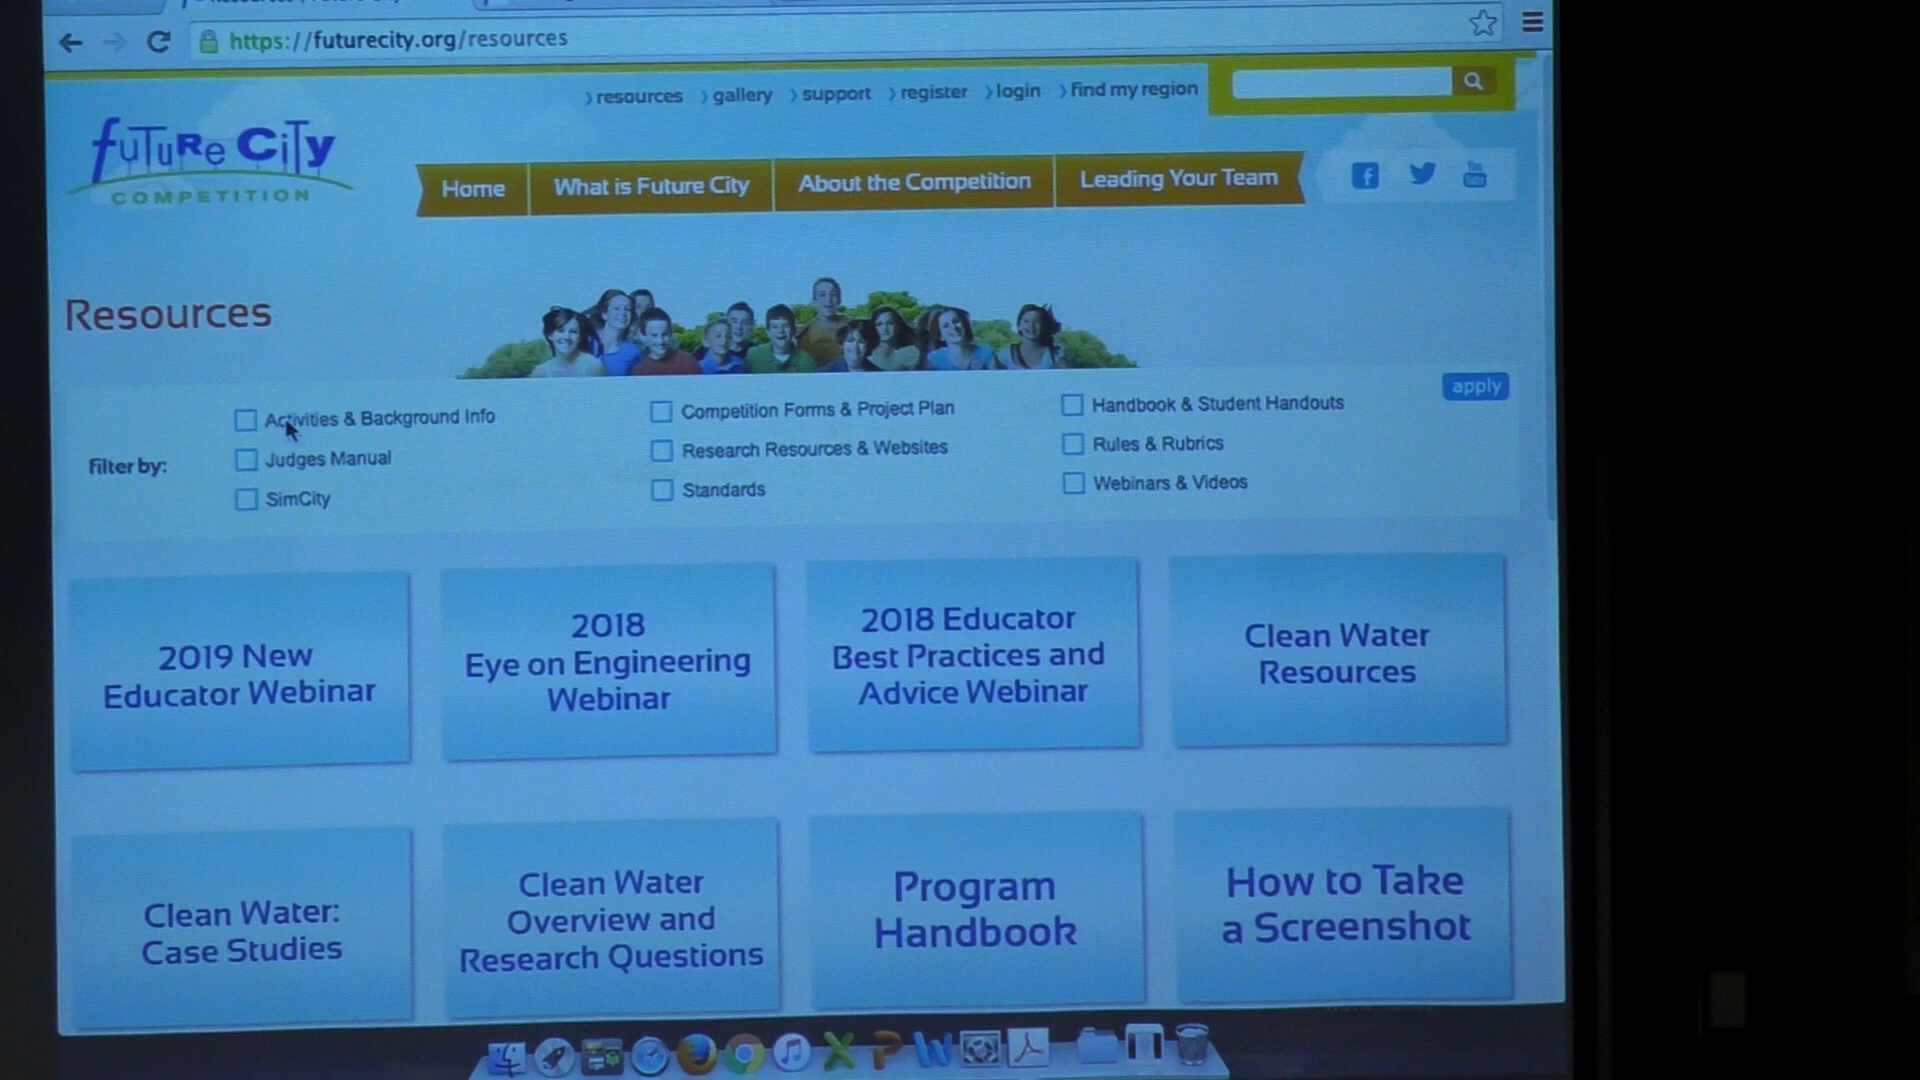 https://futurecity.org/resources
resources gallery support register login find my region
FuTuRe CiTy
COMPETITION
Home What is Future City About the Competition Leading Your Team
You
Tube
Resources
apply
filter by:
Activities & Background Info Competition Forms & Project Plan Handbook & Student Handouts
Judges Manual Research Resources & Websites Rules & Rubrics
SimCity Standards Webinars & Videos
2019 New
Educator Webinar
2018
Eye on Engineering
Webinar
2018 Educator
Best Practices and
Advice Webinar
Clean Water
Resources
Clean Water:
Case Studies
Clean Water
Overview and
Research Questions
Program
Handbook
How to Take
a Screenshot